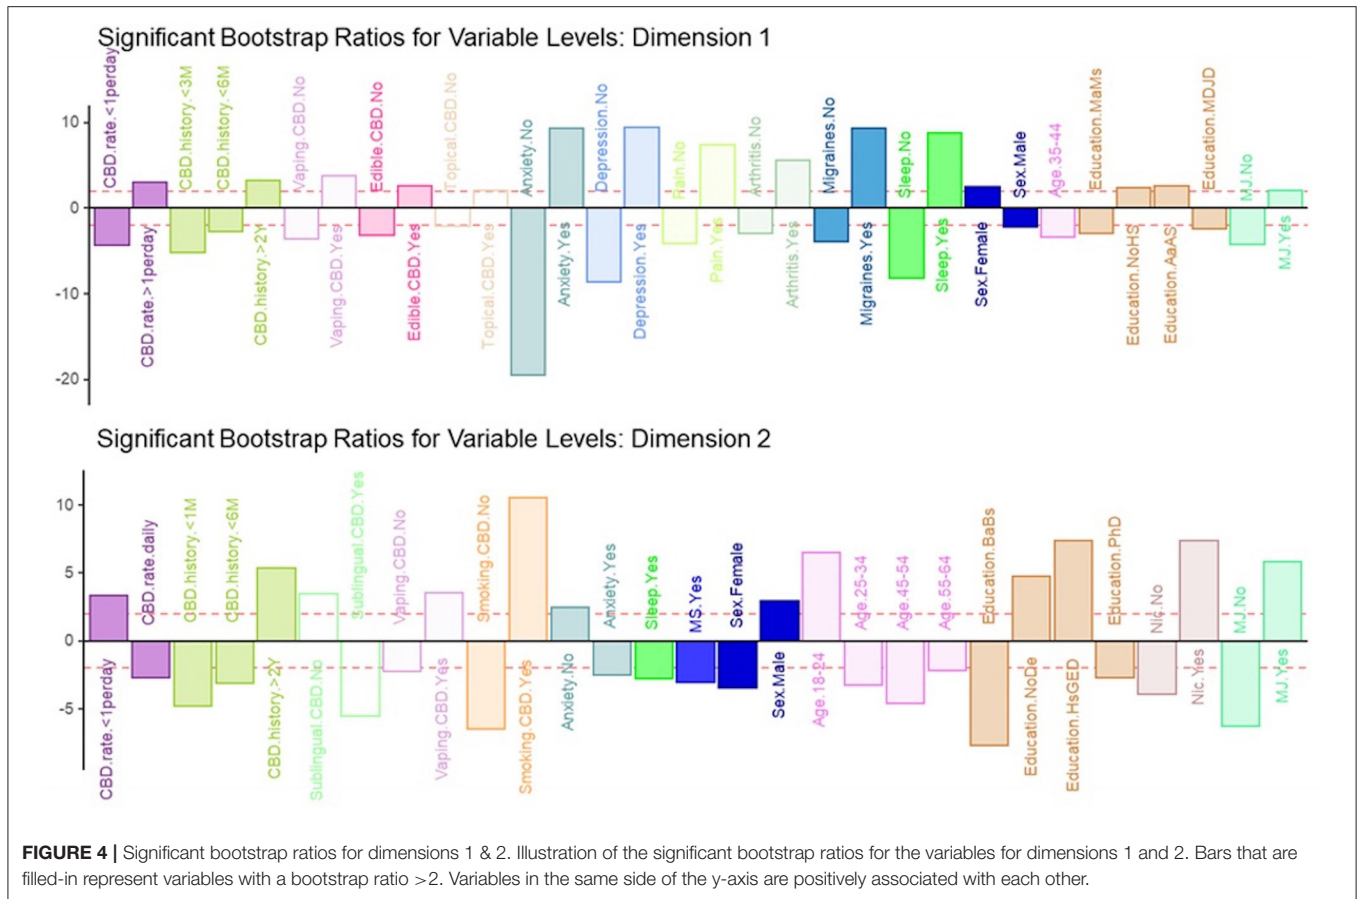 Significant Bootstrap Ratios for Variable Levels: Dimension 1
CBD.rate.<1perday
CBD.history.<3M
CBD.history.<6M
Vaping.CBD.No
Edible.CBD.No
Topical.CBD.No
Anxiety.No
Depression.No
Pain.No
Arthritis.No
Migraines.No
Sleep.No
Sex.Male
Age.35-44
Education.MaMs
Education.MDJD
MJ.No
10
0
-10
-20
CBD.rate.>1perday
CBD.history.>2Y
Vaping.CBD.Yes
Edible.CBD.Yes
Topical.CBD.Yes
Anxiety.Yes
Depression.Yes
Pain.Yes
Arthritis.Yes
Migraines.Yes
Sleep.Yes
Sex.Female
Education.NoHS
Education.AaAS
MJ.Yes
Significant Bootstrap Ratios for Variable Levels: Dimension 2
CBD.rate.daily
CBD.history.<1M
CBD.history.<6M
Sublingual.CBD.Yes
Vaping.CBD.No
Smoking.CBD.No
Anxiety.Yes
Sleep.Yes
MS.Yes
Sex.Female
Age.25-34
Age.45-54
Age.55-64
Education.BaBs
Education.PhD
Nic.No
MJ.No
10
5
0
-5
CBD.rate.<1perday
CBD.history.>2Y
Sublingual.CBD.No
Vaping.CBD.Yes
Smoking.CBD.Yes
Anxiety.No
Sex.Male
Age.18-24
Education.NoDe
Education.HsGED
Nic.Yes
MJ.Yes
FIGURE 4 | Significant bootstrap ratios for dimensions 1 & 2. Illustration of the significant bootstrap ratios for the variables for dimensions 1 and 2. Bars that are
filled-in represent variables with a bootstrap ratio >2. Variables in the same side of the y-axis are positively associated with each other.